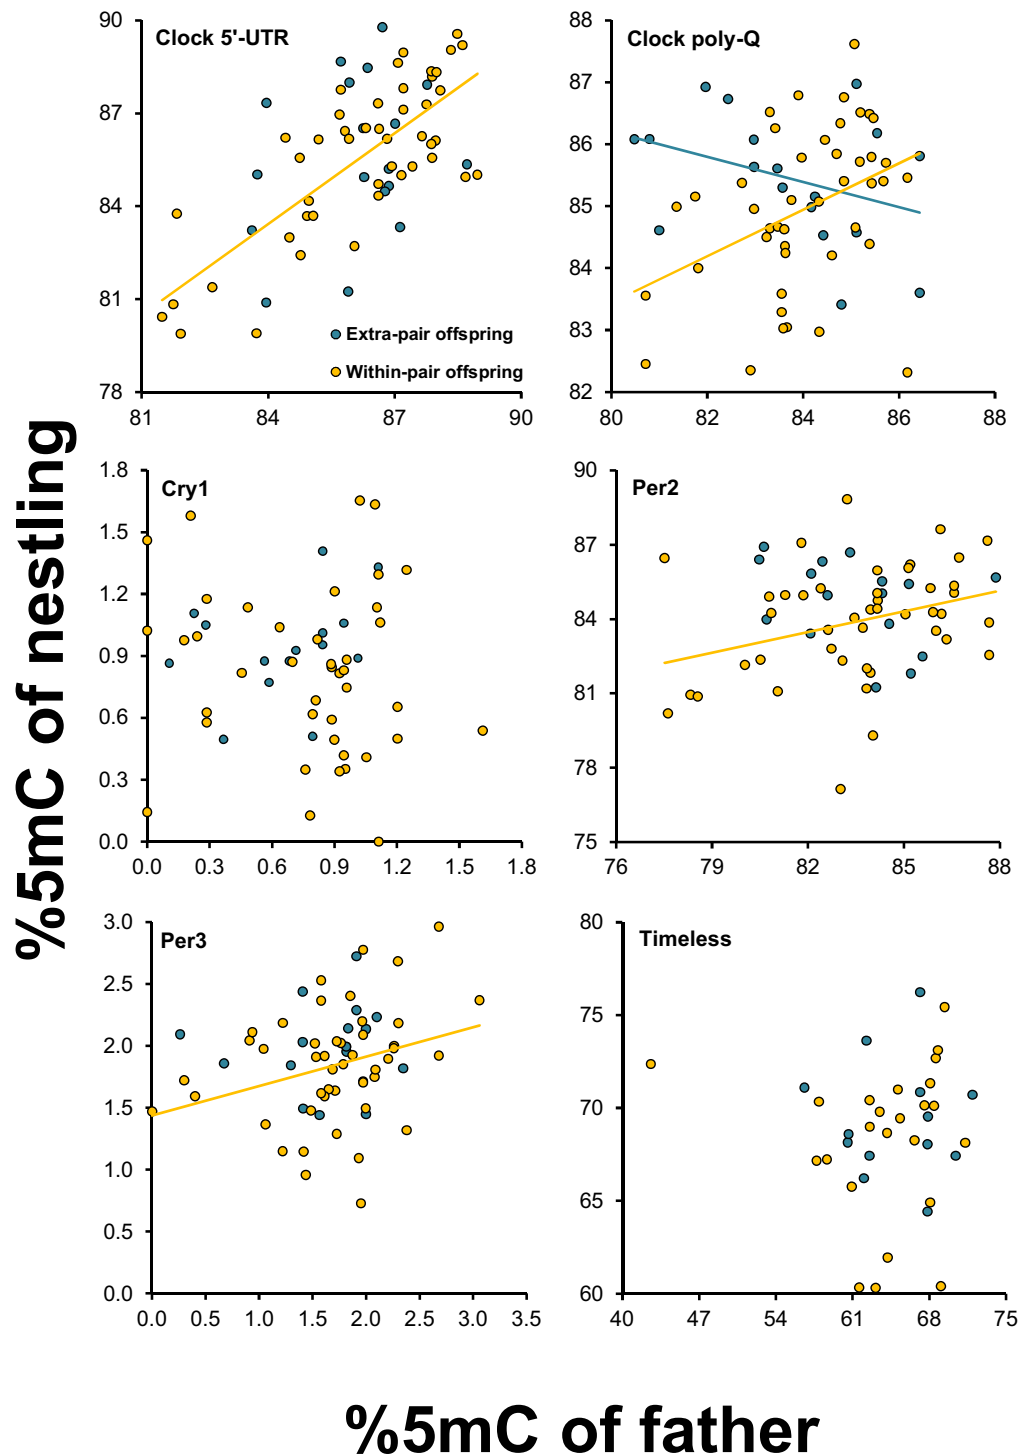 Clock 5'-UTR
90
87
84
81
78
81 84 87 90
Extra-pair offspring
Within-pair offspring
Clock poly-Q
88
87
86
85
84
83
82
80 82 84 86 88
%5mC of nestling
Cry1
1.8
1.5
1.2
0.9
0.6
0.3
0.0
0.0 0.3 0.6 0.9 1.2 1.5 1.8
Per2
90
87
84
81
78
75
76 79 82 85 88
Per3
3.0
2.5
2.0
1.5
1.0
0.5
0.0
0.0 0.5 1.0 1.5 2.0 2.5 3.0 3.5
Timeless
80
75
70
65
60
40 47 54 61 68 75
%5mC of father